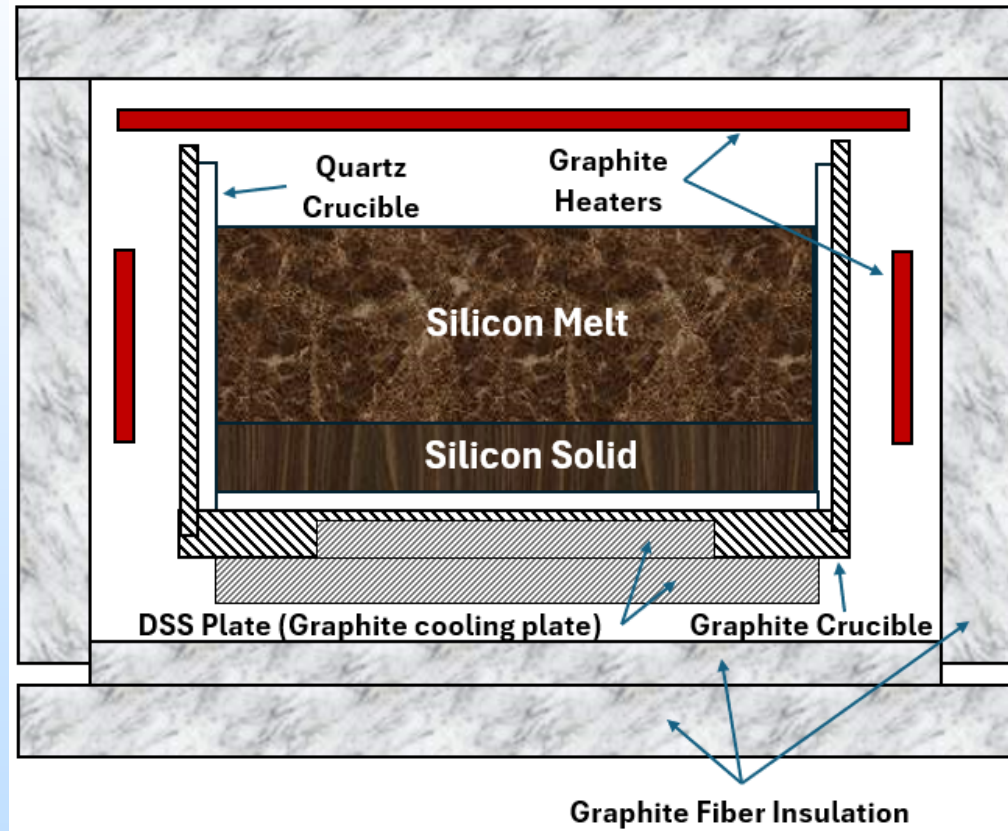 Quartz
Crucible
Graphite
Heaters
Silicon Melt
Silicon Solid
DSS Plate (Graphite cooling plate)
Graphite Crucible
Graphite Fiber Insulation